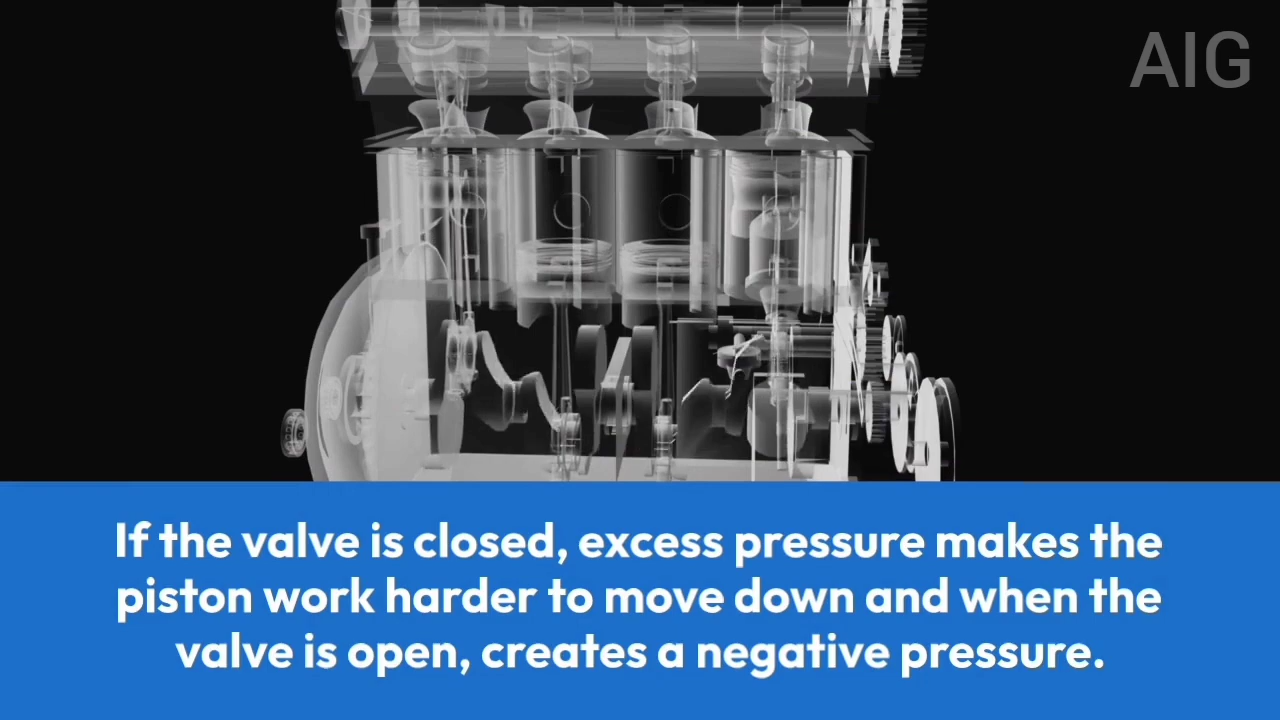 AIG
If the valve is closed, excess pressure makes the
piston work harder to move down and when the
valve is open, creates a negative pressure.